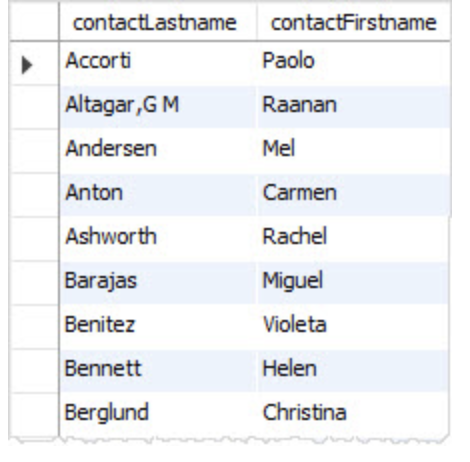 contactLastname contactFirstname
Accorti Paolo
Altagar,G M Raanan
Andersen Mel
Anton Carmen
Ashworth Rachel
Barajas Miguel
Benitez Violeta
Bennett Helen
Berglund Christina